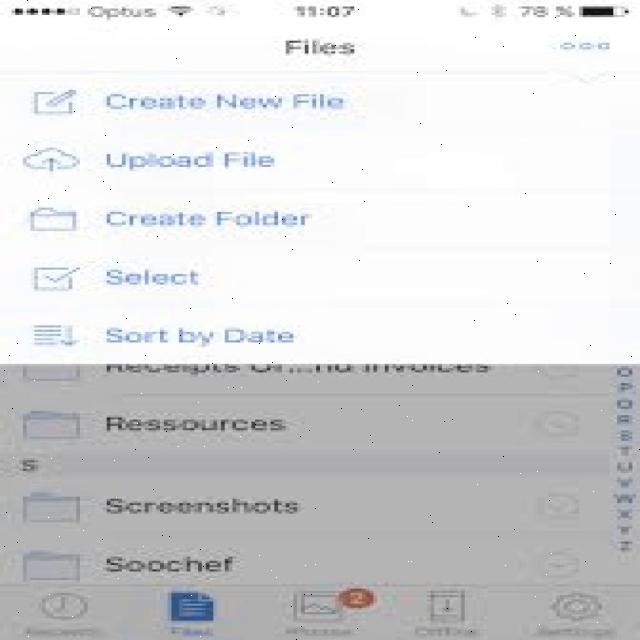 Optus 11:07 78 %
Files
Create New File
Upload File
Create Folder
Select
Sort by Date
Receipts Or...nd Invoices
Ressources
S
Screenshots
Soochef
2
Recents Files Photos Offline Settings